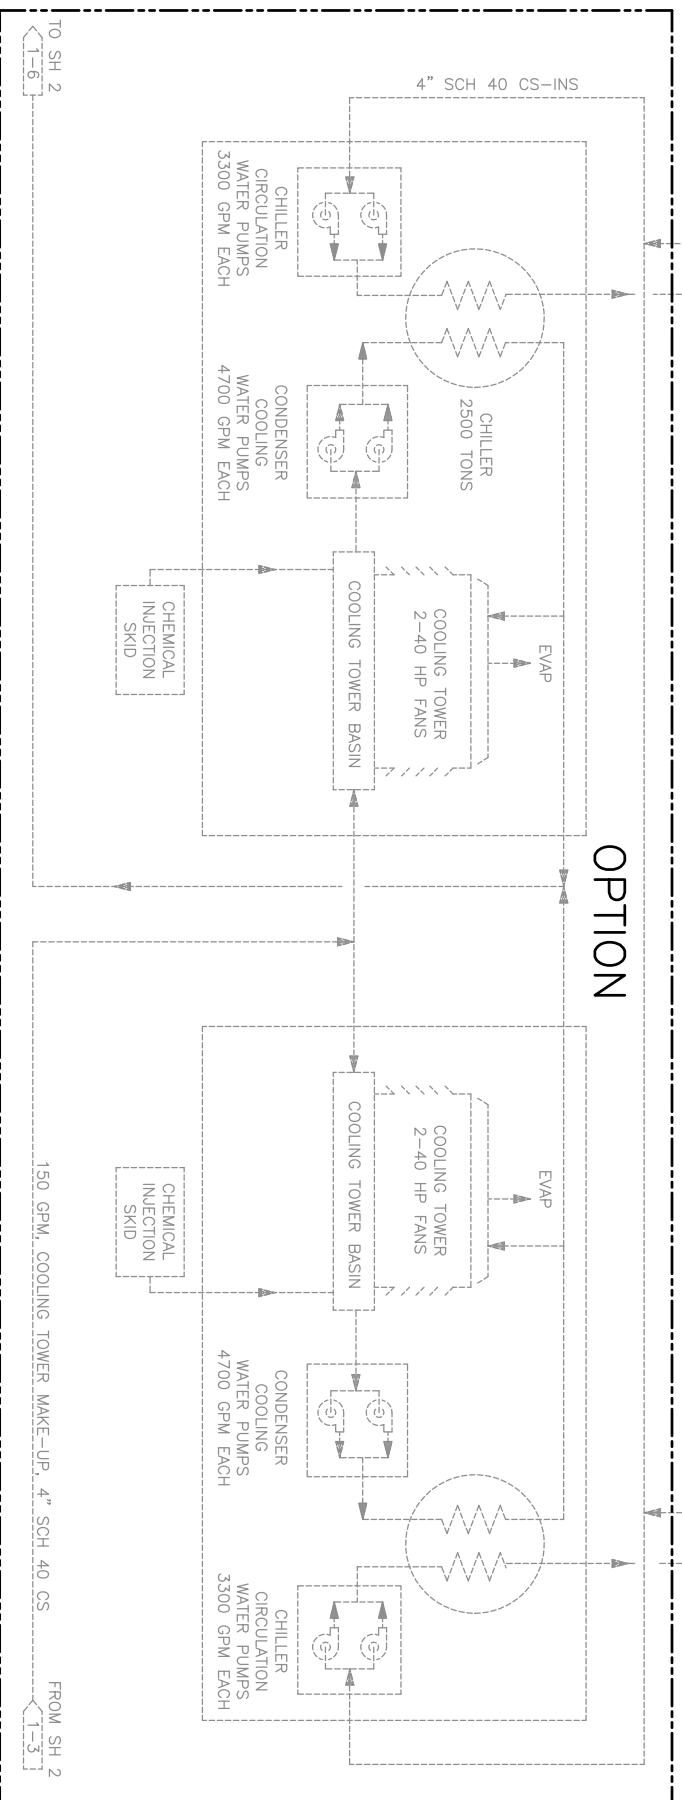 TO SH 2
1-6
4" SCH 40 CS-INS
CHILLER
CIRCULATION
WATER PUMPS
3300 GPM EACH
CHILLER
2500 TONS
CONDENSER
COOLING
WATER PUMPS
4700 GPM EACH
CHEMICAL
INJECTION
SKID
COOLING TOWER BASIN
COOLING TOWER
2-40 HP FANS
EVAP
OPTION
EVAP
COOLING TOWER
2-40 HP FANS
COOLING TOWER BASIN
CHEMICAL
INJECTION
SKID
CONDENSER
COOLING
WATER PUMPS
4700 GPM EACH
CHILLER
CIRCULATION
WATER PUMPS
3300 GPM EACH
150 GPM, COOLING TOWER MAKE-UP, 4" SCH 40 CS
FROM SH 2
1-3